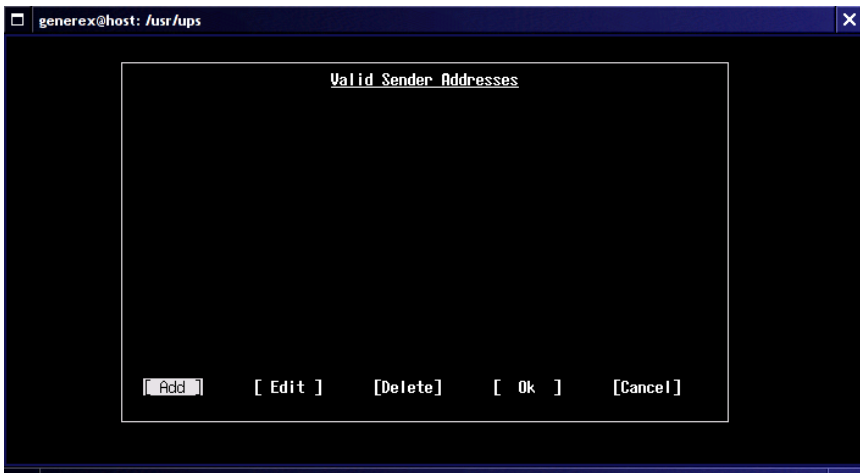 generex@host: /usr/ups
Valid Sender Addresses
[ Add ] [ Edit ] [Delete] [ Ok ] [Cancel]